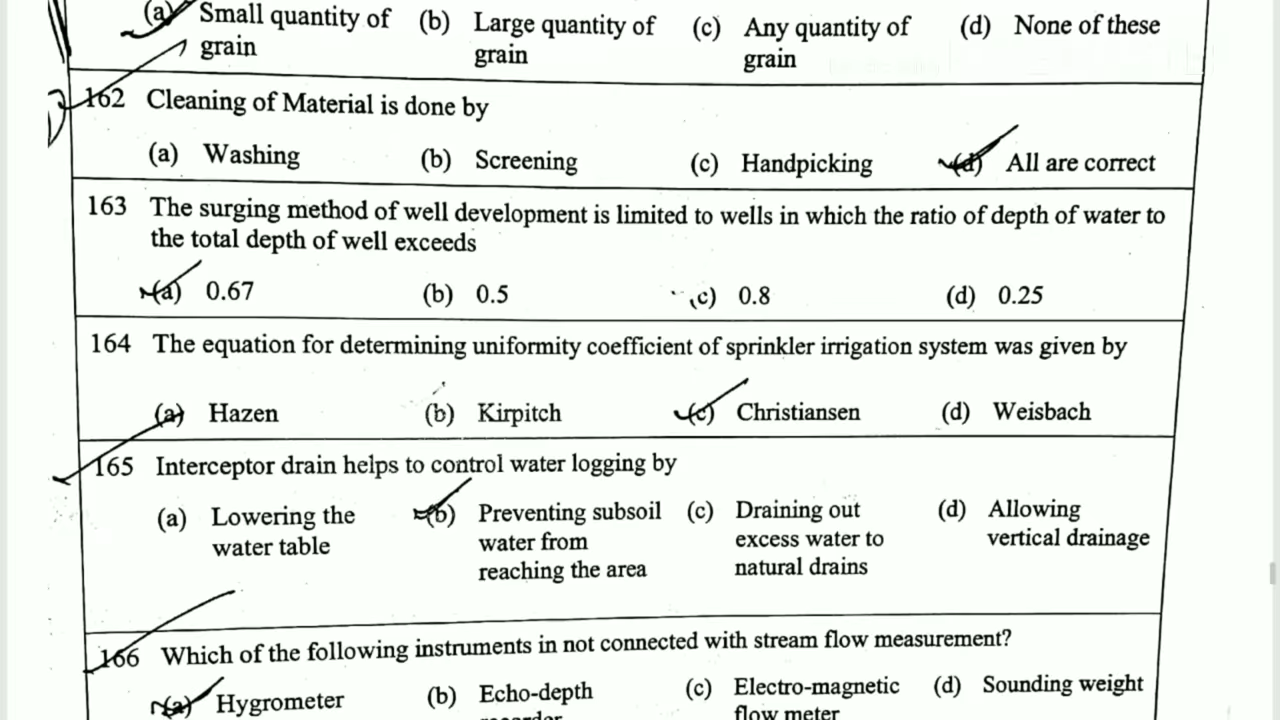 (a) Small quantity of (b) Large quantity of (c) Any quantity of (d) None of these
grain grain grain
162 Cleaning of Material is done by
(a) Washing (b) Screening (c) Handpicking (d) All are correct
163 The surging method of well development is limited to wells in which the ratio of depth of water to
the total depth of well exceeds
(a) 0.67 (b) 0.5 (c) 0.8 (d) 0.25
164 The equation for determining uniformity coefficient of sprinkler irrigation system was given by
(a) Hazen (b) Kirpitch (c) Christiansen (d) Weisbach
165 Interceptor drain helps to control water logging by
(a) Lowering the (b) Preventing subsoil (c) Draining out (d) Allowing
water table water from excess water to vertical drainage
reaching the area natural drains
166 Which of the following instruments in not connected with stream flow measurement?
(a) Hygrometer (b) Echo-depth (c) Electro-magnetic (d) Sounding weight
flow meter